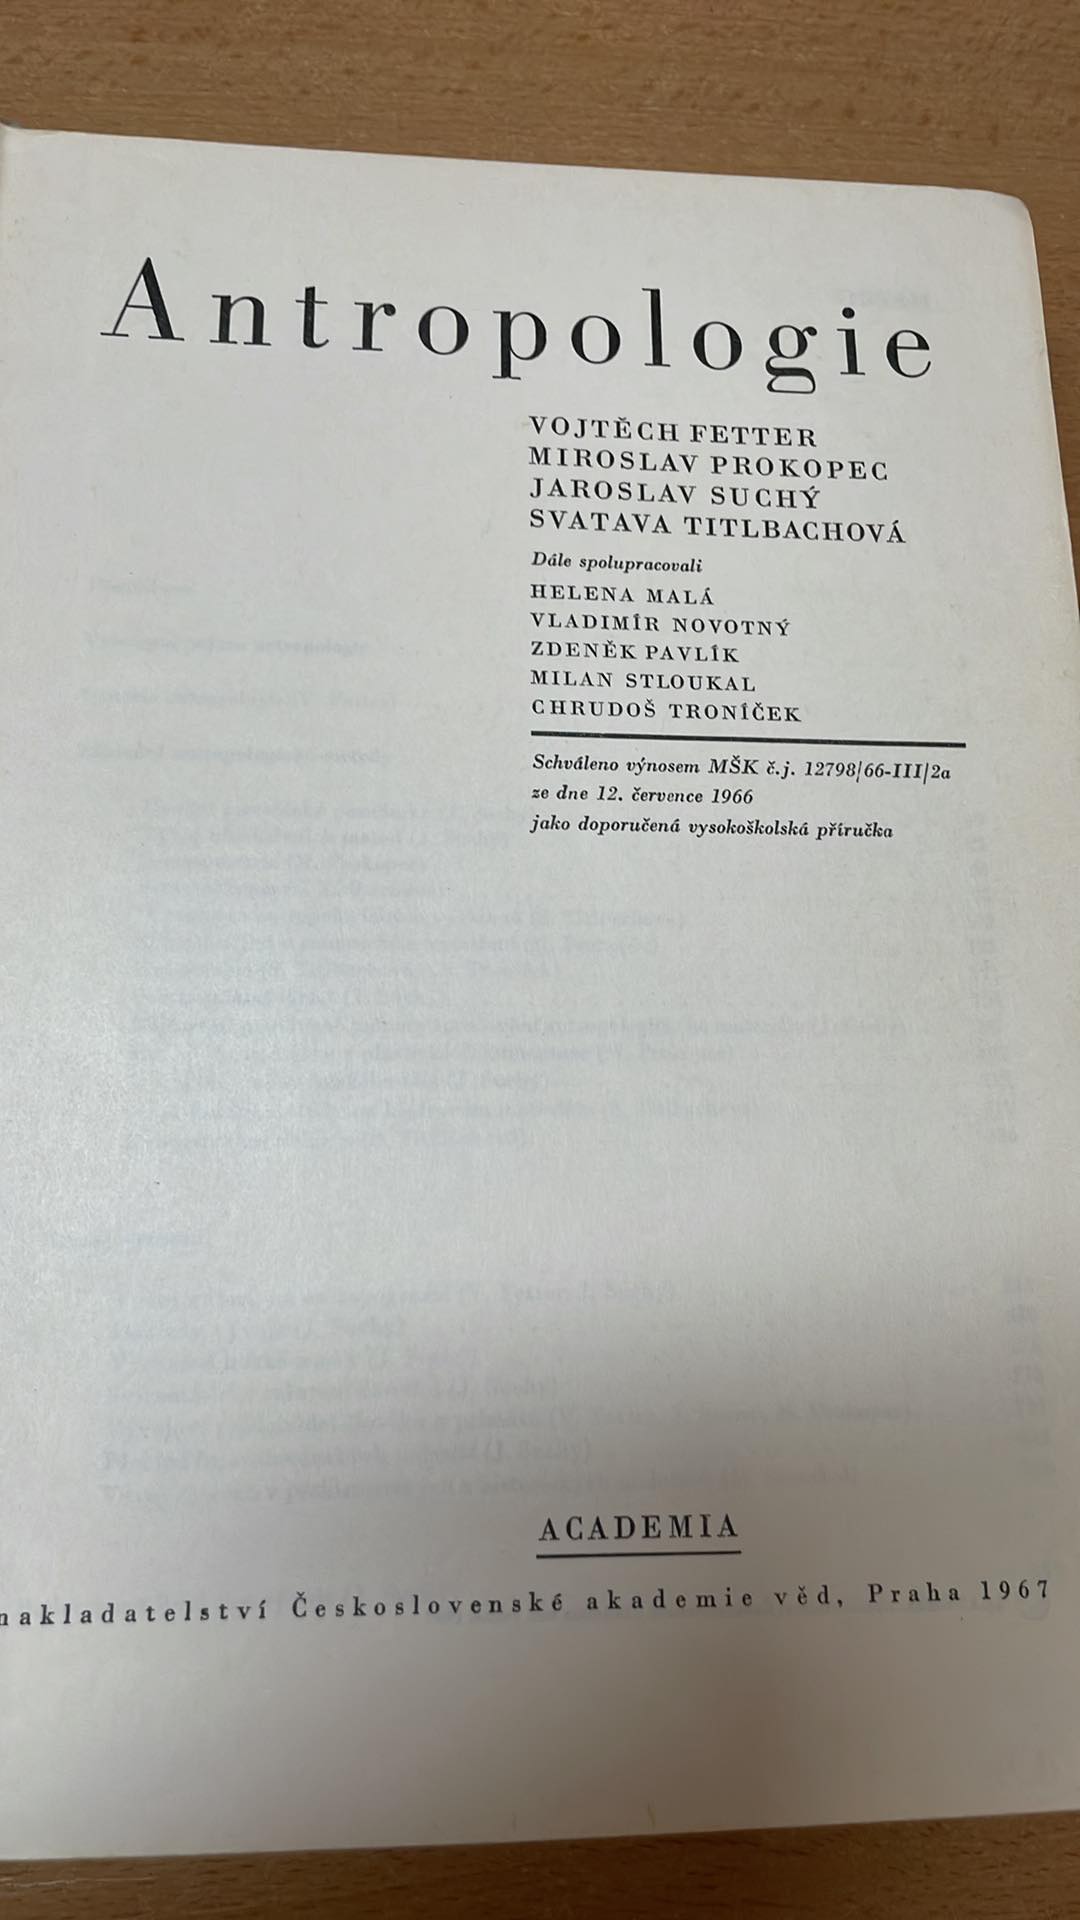 Antropologie
VOJTĚCH FETTER
MIROSLAV PROKOPEC
JAROSLAV SUCHÝ
SVATAVA TITLBACHOVÁ
Dále spolupracovali
HELENA MALÁ
VLADIMÍR NOVOTNÝ
ZDENĚK PAVLÍK
MILAN STLOUKAL
CHRUDOŠ TRONÍČEK
Schváleno výnosem MŠK č.j. 12798/66-III/2a
ze dne 12. července 1966
jako doporučená vysokoškolská příručka
ACADEMIA
nakladatelství Československé akademie věd, Praha 1967